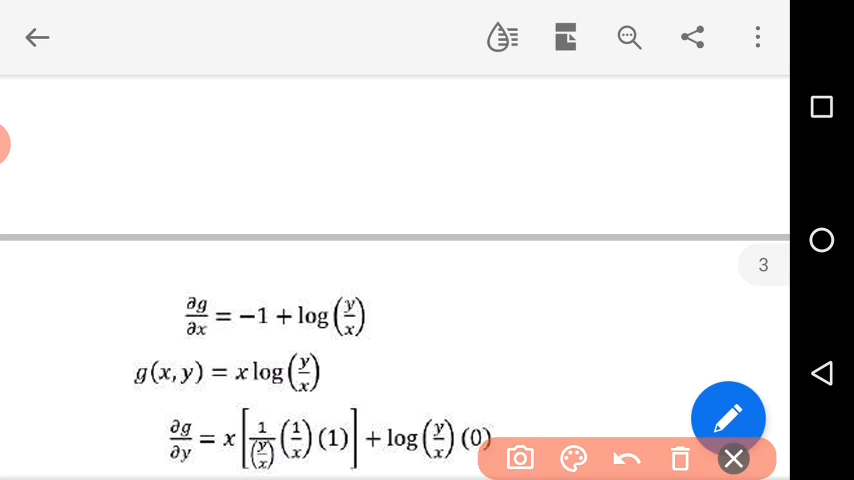 3
∂g/∂x = −1 + log(y/x)
g(x, y) = x log(y/x)
∂g/∂y = x[1/(y/x) (1/x) (1)] + log(y/x) (0)